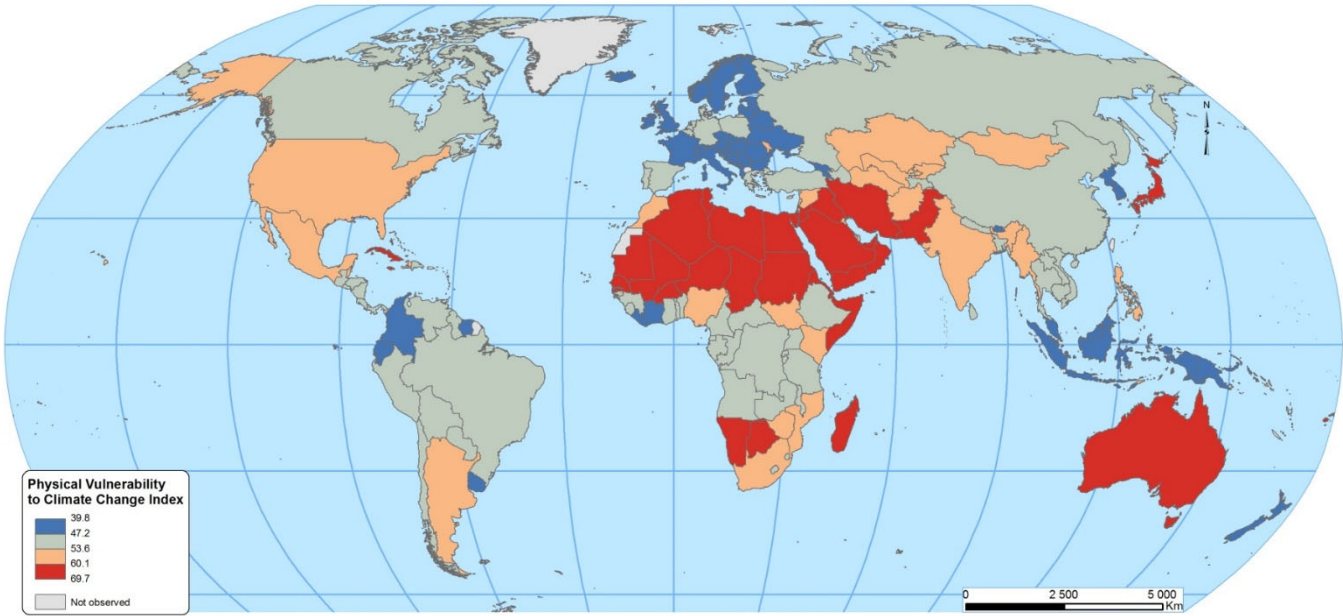 N
Physical Vulnerability
to Climate Change Index
39.8
47.2
53.6
60.1
69.7
Not observed
0 2 500 5 000
Km